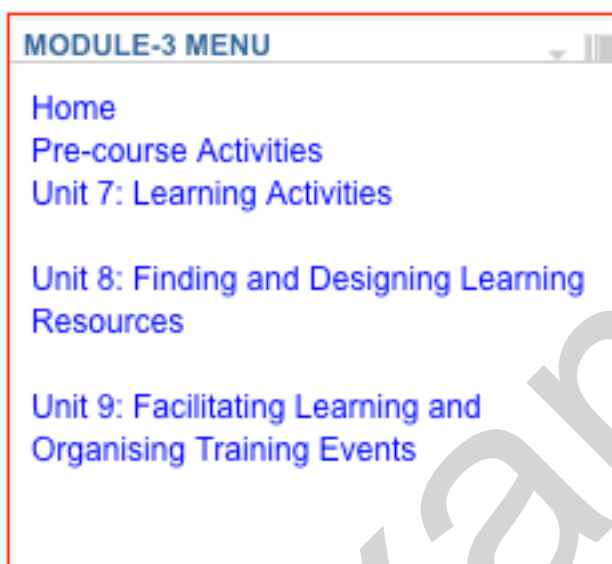 MODULE-3 MENU
Home
Pre-course Activities
Unit 7: Learning Activities
Unit 8: Finding and Designing Learning
Resources
Unit 9: Facilitating Learning and
Organising Training Events